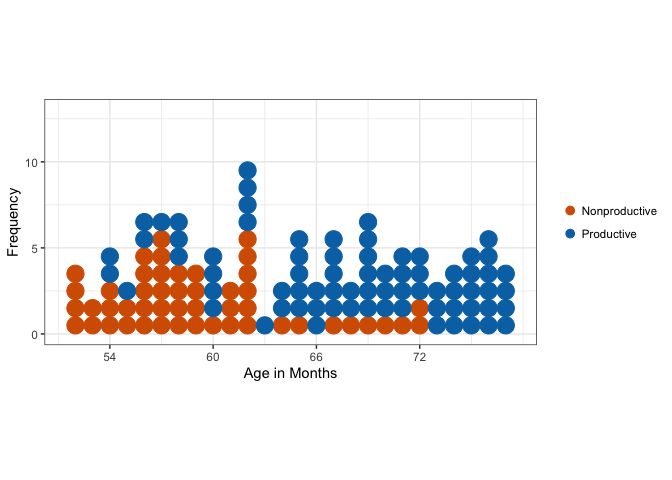 10
5
0
Frequency
54 60 66 72
Age in Months
Nonproductive
Productive